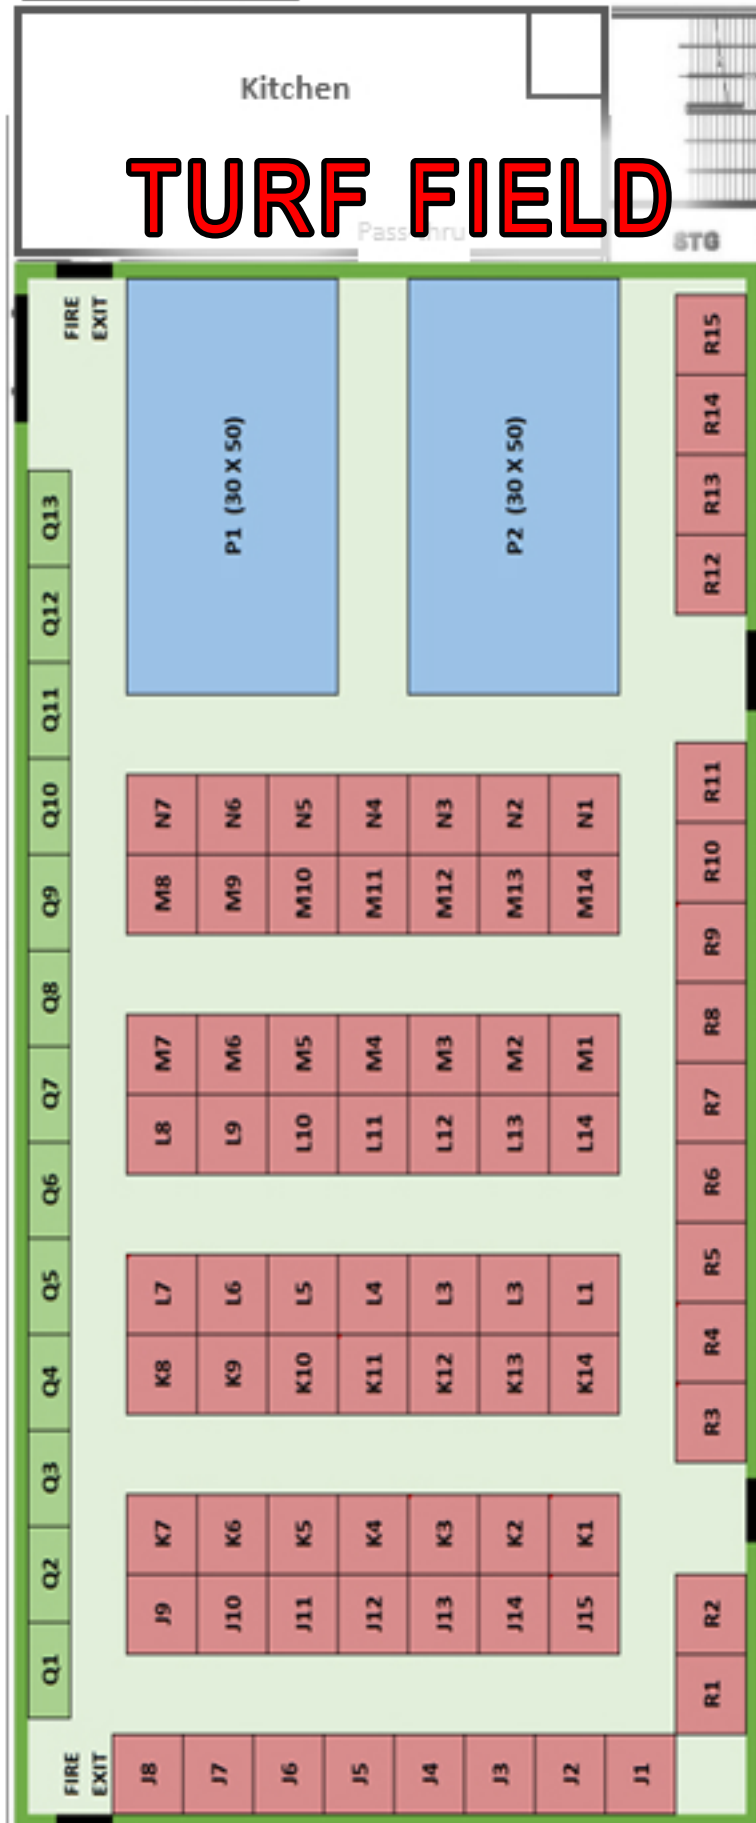 Kitchen
TURF FIELD
Pass-thru
STG
FIRE
EXIT
P1 (30 X 50)
P2 (30 X 50)
R15
R14
R13
R12
Q13
Q12
Q11
Q10
Q9
Q8
Q7
Q6
Q5
Q4
Q3
Q2
Q1
N7 N6 N5 N4 N3 N2 N1
M8 M9 M10 M11 M12 M13 M14
M7 M6 M5 M4 M3 M2 M1
L8 L9 L10 L11 L12 L13 L14
L7 L6 L5 L4 L3 L3 L1
K8 K9 K10 K11 K12 K13 K14
K7 K6 K5 K4 K3 K2 K1
J9 J10 J11 J12 J13 J14 J15
R11
R10
R9
R8
R7
R6
R5
R4
R3
R2
R1
FIRE
EXIT
J8 J7 J6 J5 J4 J3 J2 J1